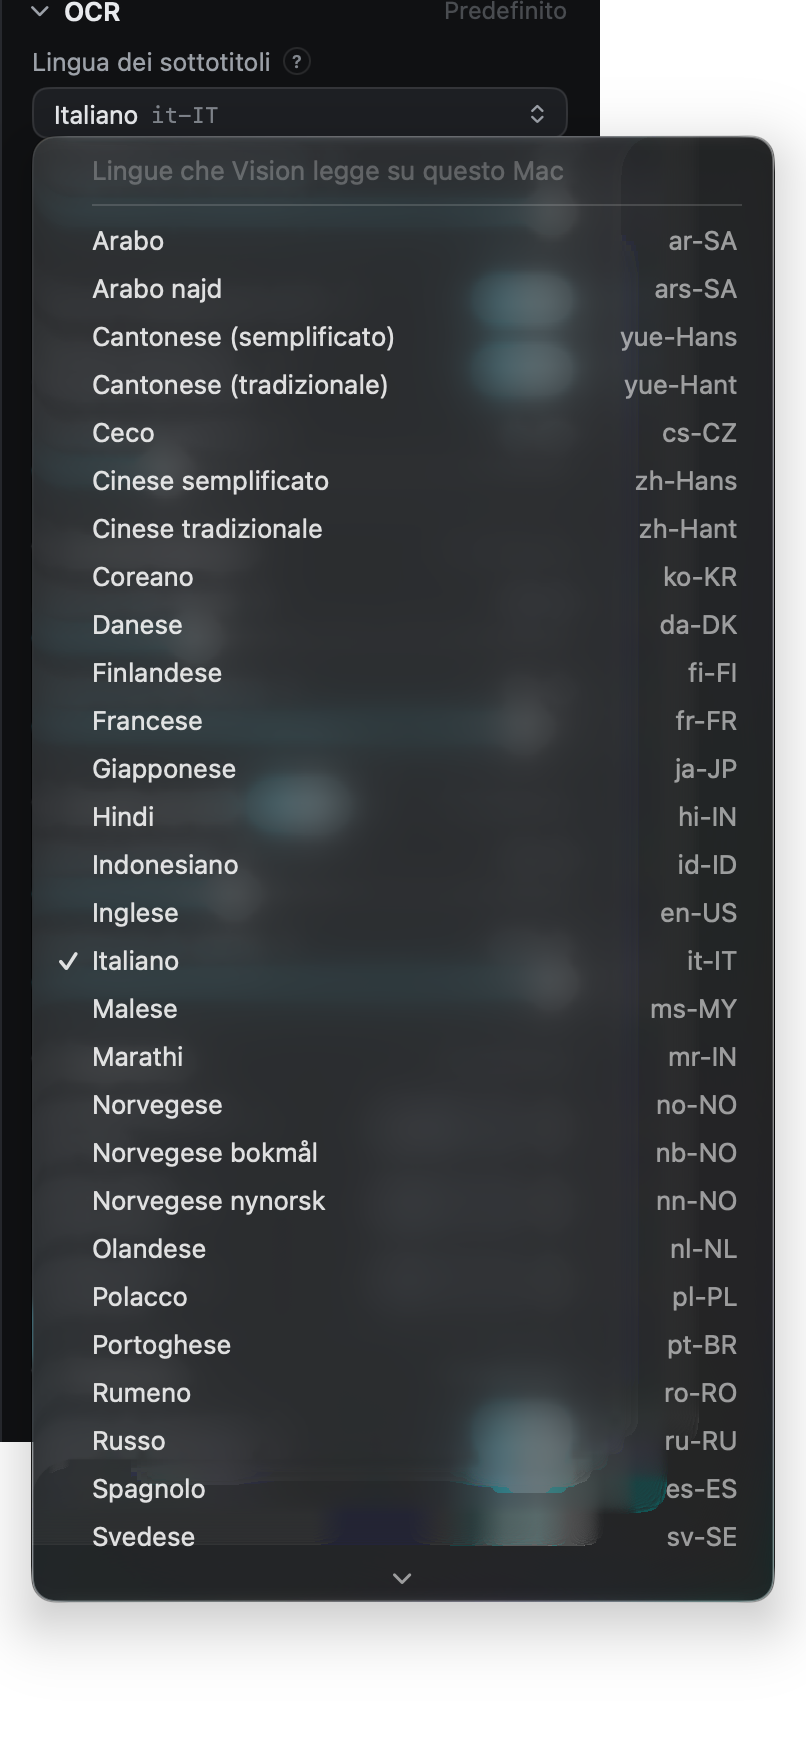 OCR Predefinito
Lingua dei sottotitoli ?
Italiano it-IT
Lingue che Vision legge su questo Mac
Arabo ar-SA
Arabo najd ars-SA
Cantonese (semplificato) yue-Hans
Cantonese (tradizionale) yue-Hant
Ceco cs-CZ
Cinese semplificato zh-Hans
Cinese tradizionale zh-Hant
Coreano ko-KR
Danese da-DK
Finlandese fi-FI
Francese fr-FR
Giapponese ja-JP
Hindi hi-IN
Indonesiano id-ID
Inglese en-US
Italiano it-IT
Malese ms-MY
Marathi mr-IN
Norvegese no-NO
Norvegese bokmål nb-NO
Norvegese nynorsk nn-NO
Olandese nl-NL
Polacco pl-PL
Portoghese pt-BR
Rumeno ro-RO
Russo ru-RU
Spagnolo es-ES
Svedese sv-SE